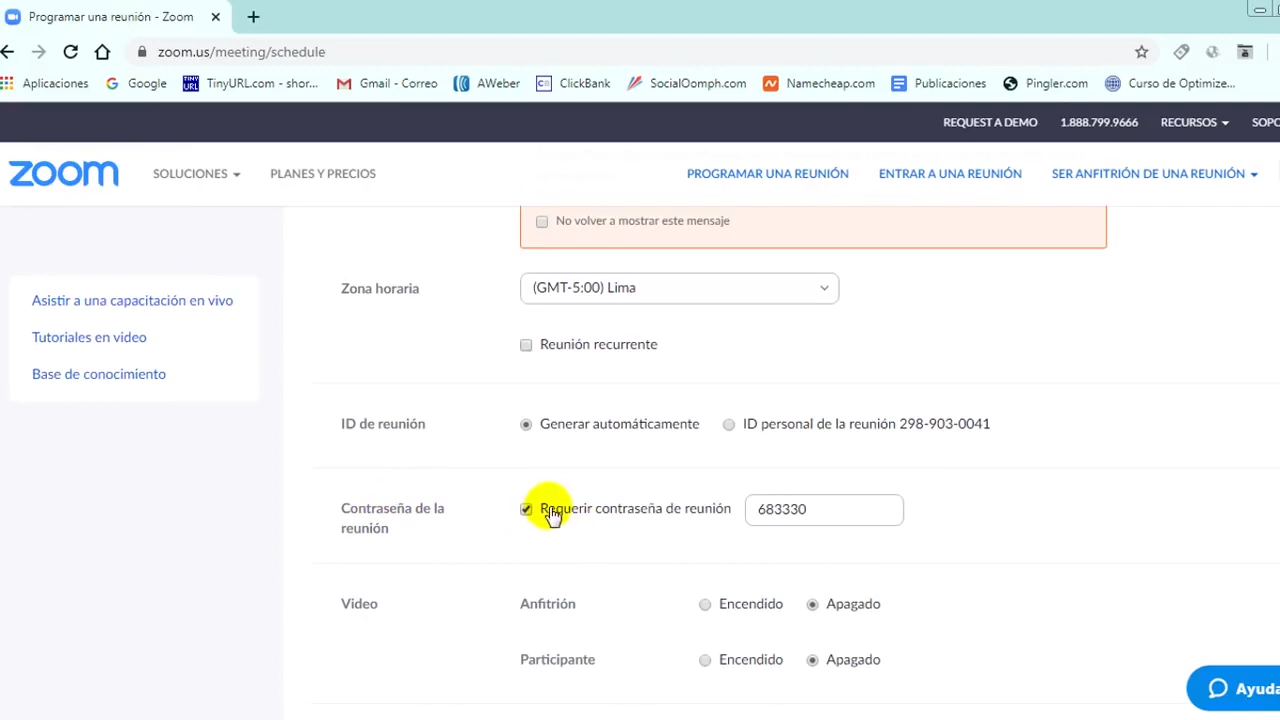 Programar una reunión - Zoom
zoom.us/meeting/schedule
Aplicaciones Google TinyURL.com - shor... Gmail - Correo AWeber ClickBank SocialOomph.com Namecheap.com Publicaciones Pingler.com Curso de Optimize...
REQUEST A DEMO 1.888.799.9666 RECURSOS SOPO
zoom SOLUCIONES PLANES Y PRECIOS PROGRAMAR UNA REUNIÓN ENTRAR A UNA REUNIÓN SER ANFITRIÓN DE UNA REUNIÓN
No volver a mostrar este mensaje
Asistir a una capacitación en vivo
Tutoriales en video
Base de conocimiento
Zona horaria (GMT-5:00) Lima
Reunión recurrente
ID de reunión Generar automáticamente ID personal de la reunión 298-903-0041
Contraseña de la reunión Requerir contraseña de reunión 683330
Video Anfitrión Encendido Apagado
Participante Encendido Apagado
Ayuda